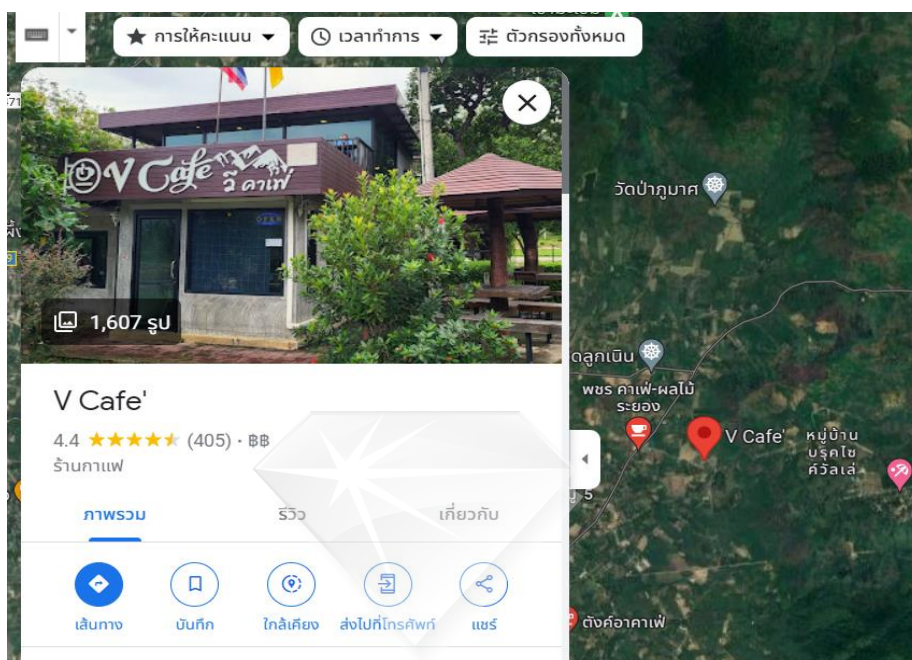 การให้คะแนน
เวลาทำการ
ตัวกรองทั้งหมด
V Cafe
วี คาเฟ่
OPEN
1,607 รูป
V Cafe'
4.4 ★★★★★ (405) · ฿฿
ร้านกาแฟ
ภาพรวม
รีวิว
เกี่ยวกับ
เส้นทาง
บันทึก
ใกล้เคียง
ส่งไปที่โทรศัพท์
แชร์
วัดป่าภูมาศ
ดลูกเนิน
พชร คาเฟ่-ผลไม้
ระยอง
V Cafe'
หมู่บ้าน
บรุคไซ
ค์วัลเล่
5
ตังค์อาคาเฟ่